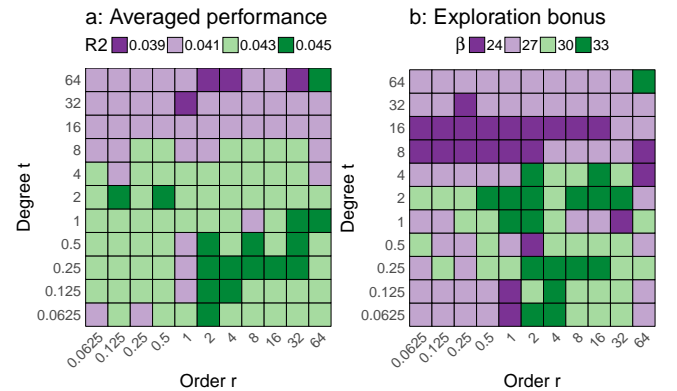 a: Averaged performance
R2 0.039 0.041 0.043 0.045
Degree t
64
32
16
8
4
2
1
0.5
0.25
0.125
0.0625
0.0625 0.125 0.25 0.5 1 2 4 8 16 32 64
Order r
b: Exploration bonus
β 24 27 30 33
Degree t
64
32
16
8
4
2
1
0.5
0.25
0.125
0.0625
0.0625 0.125 0.25 0.5 1 2 4 8 16 32 64
Order r